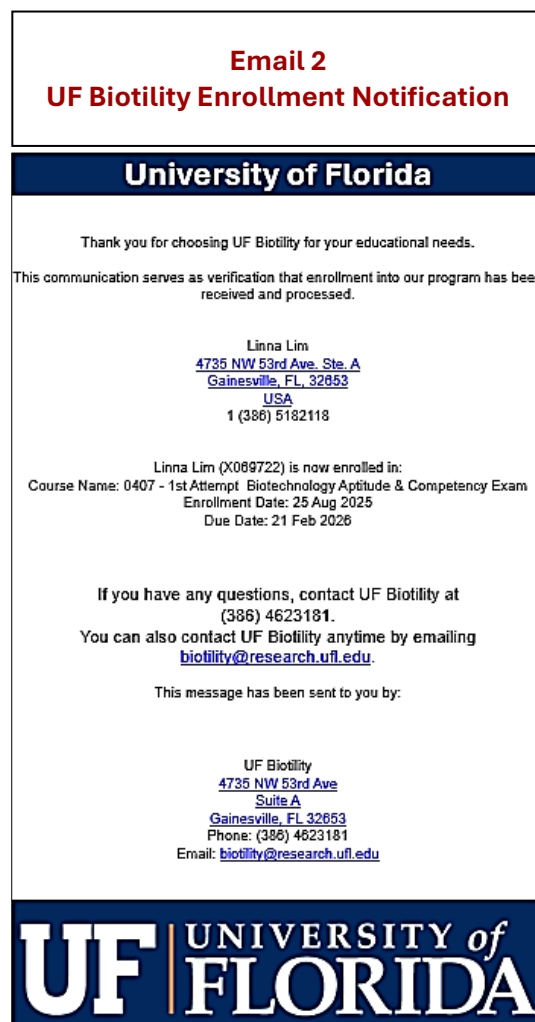 Email 2
UF Biotility Enrollment Notification
University of Florida
Thank you for choosing UF Biotility for your educational needs.
This communication serves as verification that enrollment into our program has bee
received and processed.
Linna Lim
4735 NW 53rd Ave. Ste. A
Gainesville, FL, 32653
USA
1 (386) 5182118
Linna Lim (X069722) is now enrolled in:
Course Name: 0407 - 1st Attempt Biotechnology Aptitude & Competency Exam
Enrollment Date: 25 Aug 2025
Due Date: 21 Feb 2026
If you have any questions, contact UF Biotility at
(386) 4623181.
You can also contact UF Biotility anytime by emailing
biotility@research.ufl.edu.
This message has been sent to you by:
UF Biotility
4735 NW 53rd Ave
Suite A
Gainesville, FL 32653
Phone: (386) 4623181
Email: biotility@research.ufl.edu
UF UNIVERSITY of
FLORIDA